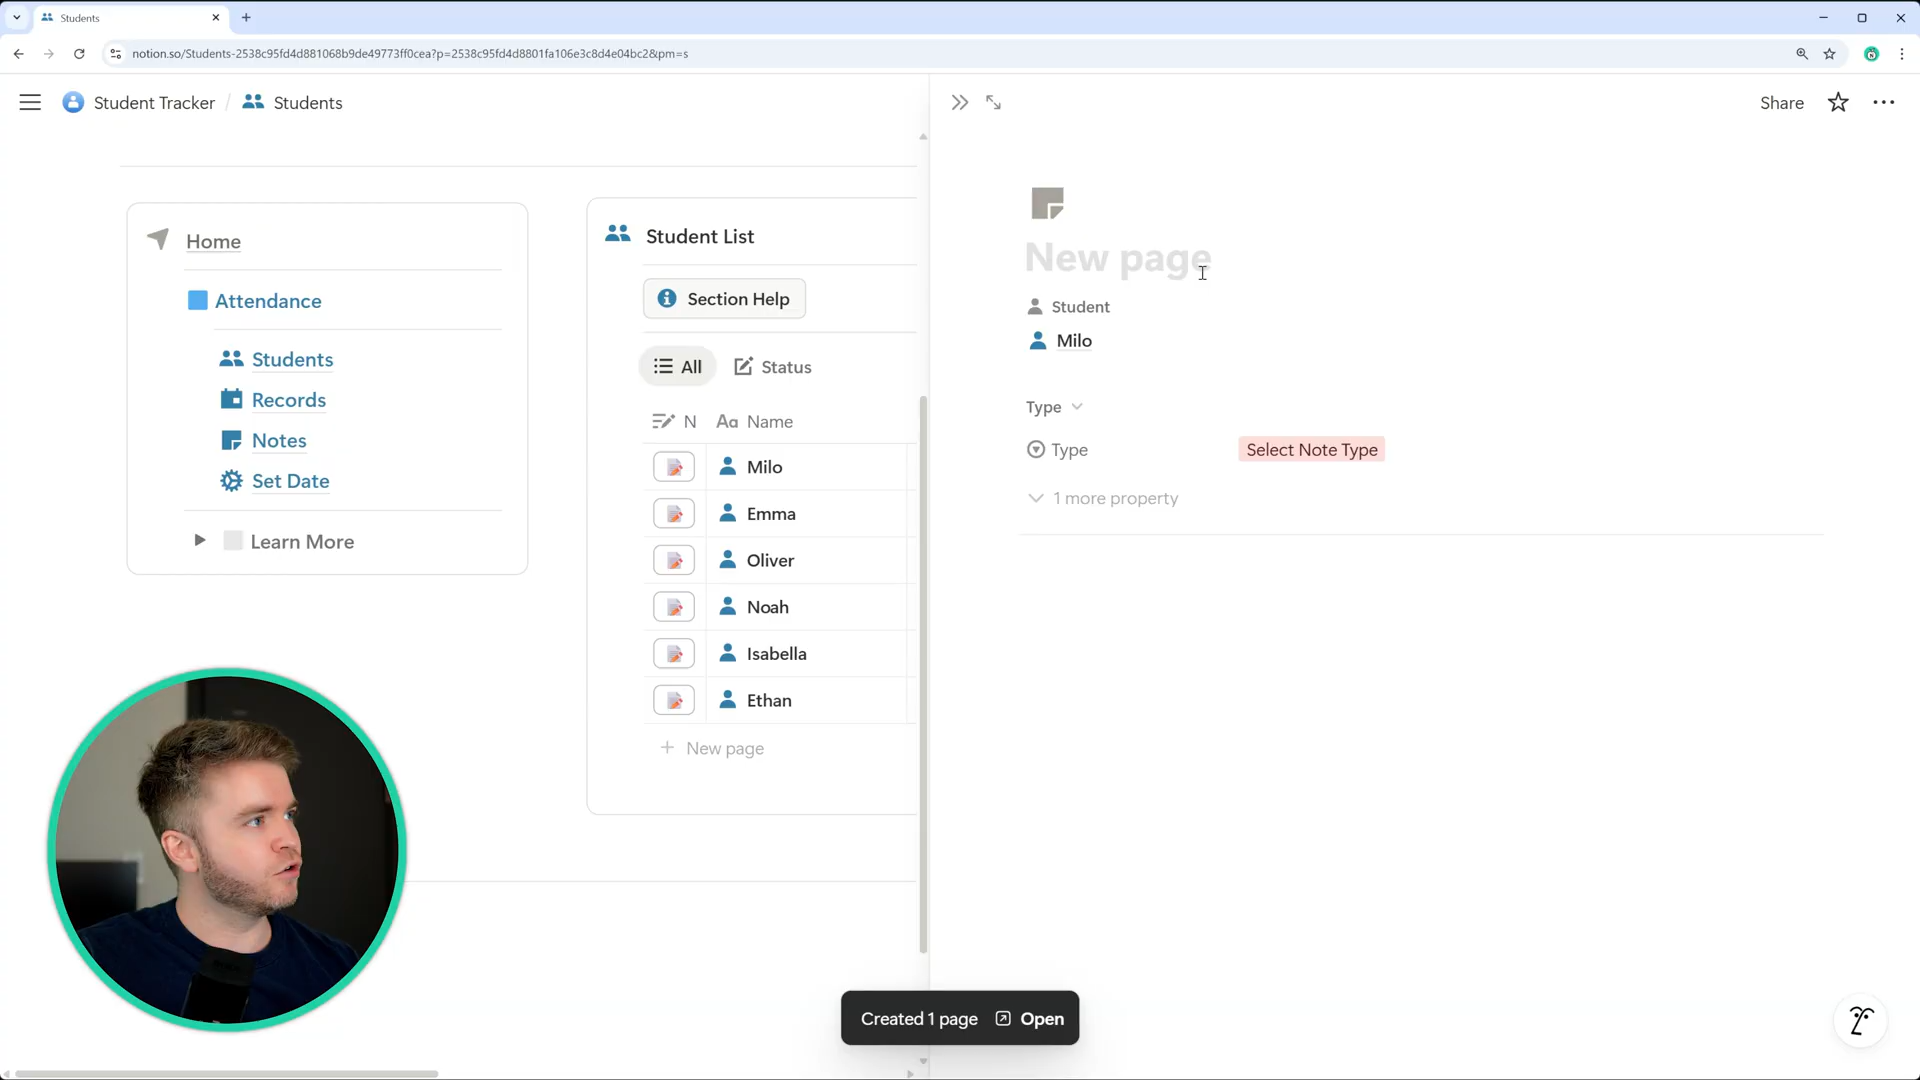 Students
notion.so/Students-2538c95fd4d881068b9de49773ff0cea?p=2538c95fd4d8801fa106e3c8d4e04bc2&pm=s
Student Tracker / Students
Share
Home
Attendance
Students
Records
Notes
Set Date
Learn More
Student List
Section Help
All Status
N Aa Name
Milo
Emma
Oliver
Noah
Isabella
Ethan
+ New page
New page
Student
Milo
Type
Type Select Note Type
1 more property
Created 1 page Open